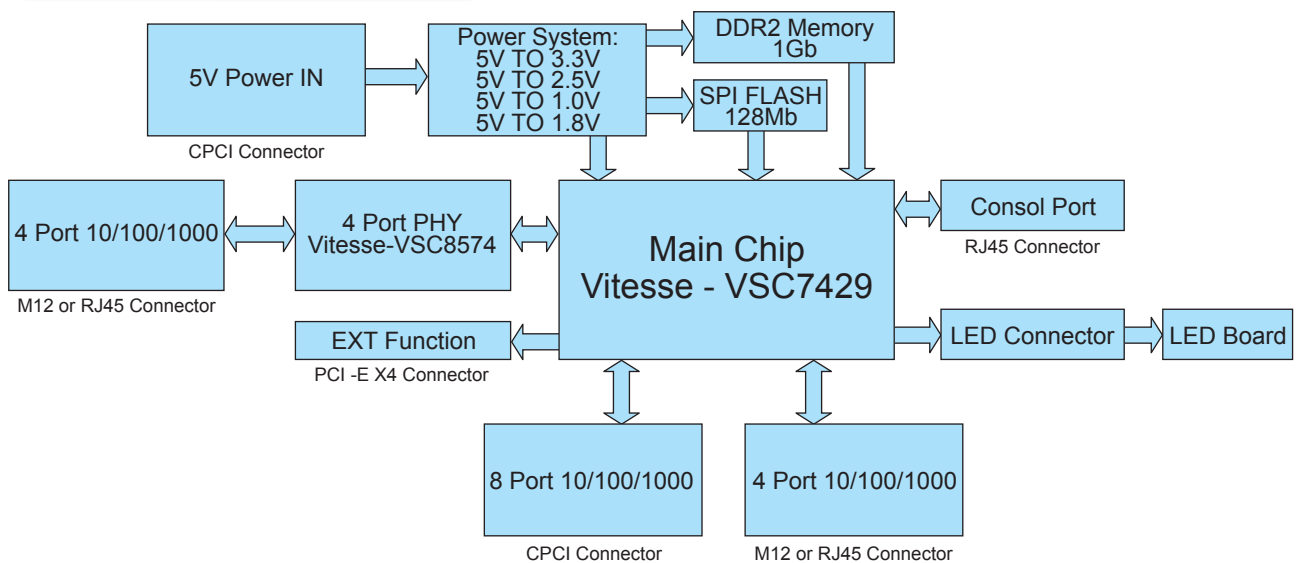 5V Power IN
CPCI Connector
Power System:
5V TO 3.3V
5V TO 2.5V
5V TO 1.0V
5V TO 1.8V
DDR2 Memory
1Gb
SPI FLASH
128Mb
4 Port 10/100/1000
M12 or RJ45 Connector
4 Port PHY
Vitesse-VSC8574
Main Chip
Vitesse - VSC7429
Consol Port
RJ45 Connector
EXT Function
PCI -E X4 Connector
LED Connector
LED Board
8 Port 10/100/1000
CPCI Connector
4 Port 10/100/1000
M12 or RJ45 Connector